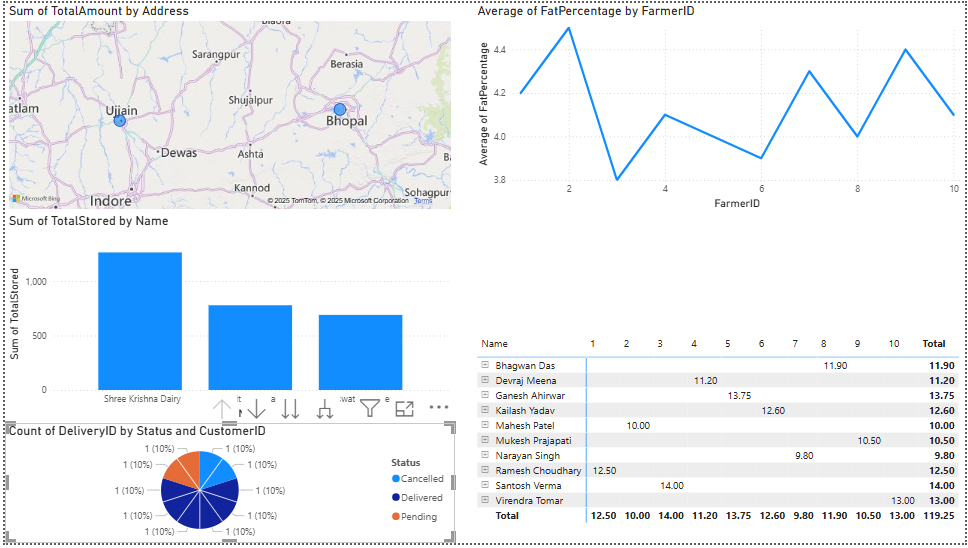 Sum of TotalAmount by Address
Sarangpur
Berasia
atlam
Ujjain
Shujalpur
Bhopal
Dewas
Ashta
Indore
Kannod
Sehagpur
Microsoft Bing
© 2025 TomTom, © 2025 Microsoft Corporation Terms
Average of FatPercentage by FarmerID
Average of FatPercentage
4.4
4.2
4.0
3.8
2 4 6 8 10
FarmerID
Sum of TotalStored by Name
Sum of TotalStored
1,000
500
0
Shree Krishna Dairy
Count of DeliveryID by Status and CustomerID
1 (10%) 1 (10%)
1 (10%) 1 (10%)
1 (10%) 1 (10%)
1 (10%) 1 (10%)
1 (10%) 1 (10%)
Status
Cancelled
Delivered
Pending
Name 1 2 3 4 5 6 7 8 9 10 Total
Bhagwan Das 11.90 11.90
Devraj Meena 11.20 11.20
Ganesh Ahirwar 13.75 13.75
Kailash Yadav 12.60 12.60
Mahesh Patel 10.00 10.00
Mukesh Prajapati 10.50 10.50
Narayan Singh 9.80 9.80
Ramesh Choudhary 12.50 12.50
Santosh Verma 14.00 14.00
Virendra Tomar 13.00 13.00
Total 12.50 10.00 14.00 11.20 13.75 12.60 9.80 11.90 10.50 13.00 119.25